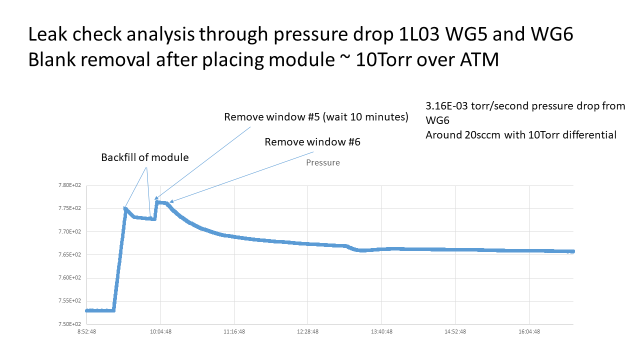 Leak check analysis through pressure drop 1L03 WG5 and WG6
Blank removal after placing module ~ 10Torr over ATM
3.16E-03 torr/second pressure drop from
WG6
Around 20sccm with 10Torr differential
Remove window #5 (wait 10 minutes)
Remove window #6
Backfill of module
Pressure
7.80E+02
7.75E+02
7.70E+02
7.65E+02
7.60E+02
7.55E+02
7.50E+02
8:52:48
10:04:48
11:16:48
12:28:48
13:40:48
14:52:48
16:04:48